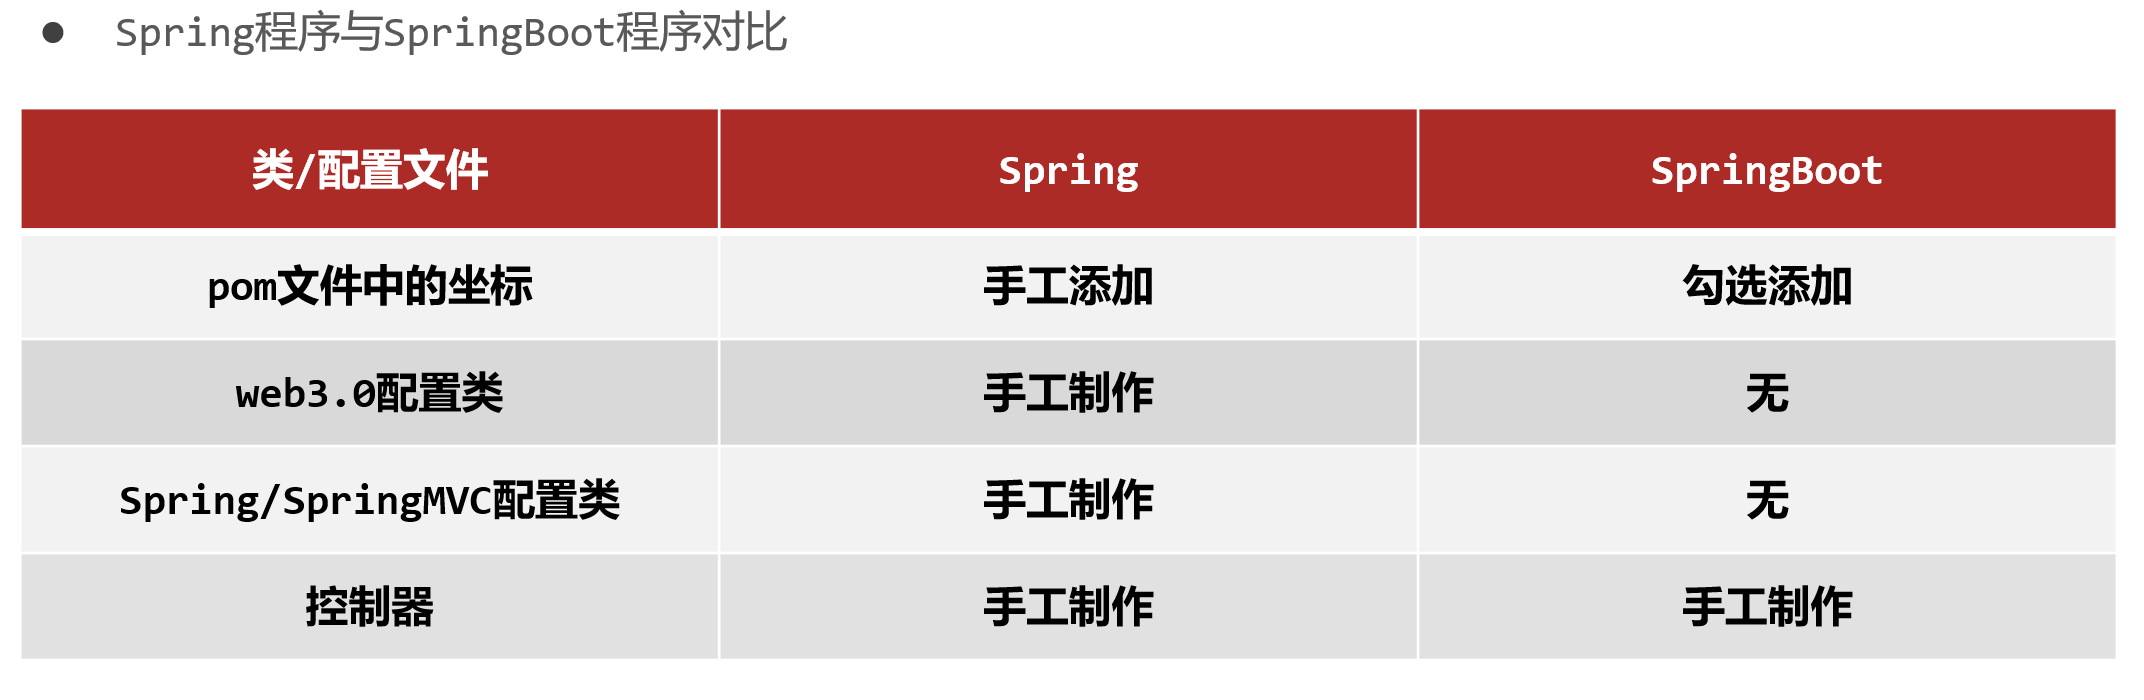 ● Spring程序与SpringBoot程序对比
类/配置文件 Spring SpringBoot
pom文件中的坐标 手工添加 勾选添加
web3.0配置类 手工制作 无
Spring/SpringMVC配置类 手工制作 无
控制器 手工制作 手工制作